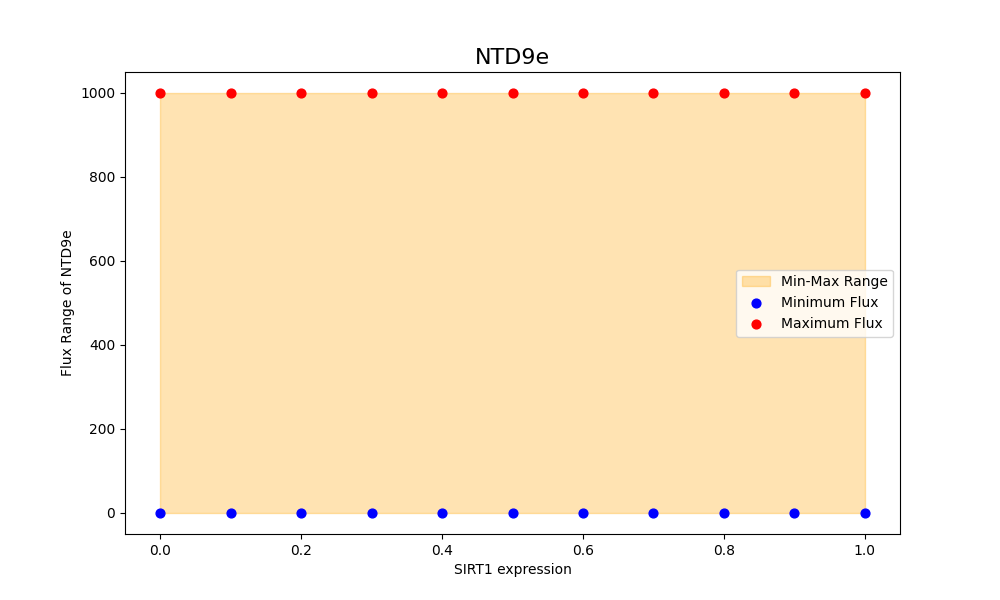 NTD9e
Flux Range of NTD9e
1000
800
600
400
200
0
Min-Max Range
Minimum Flux
Maximum Flux
0.0 0.2 0.4 0.6 0.8 1.0
SIRT1 expression